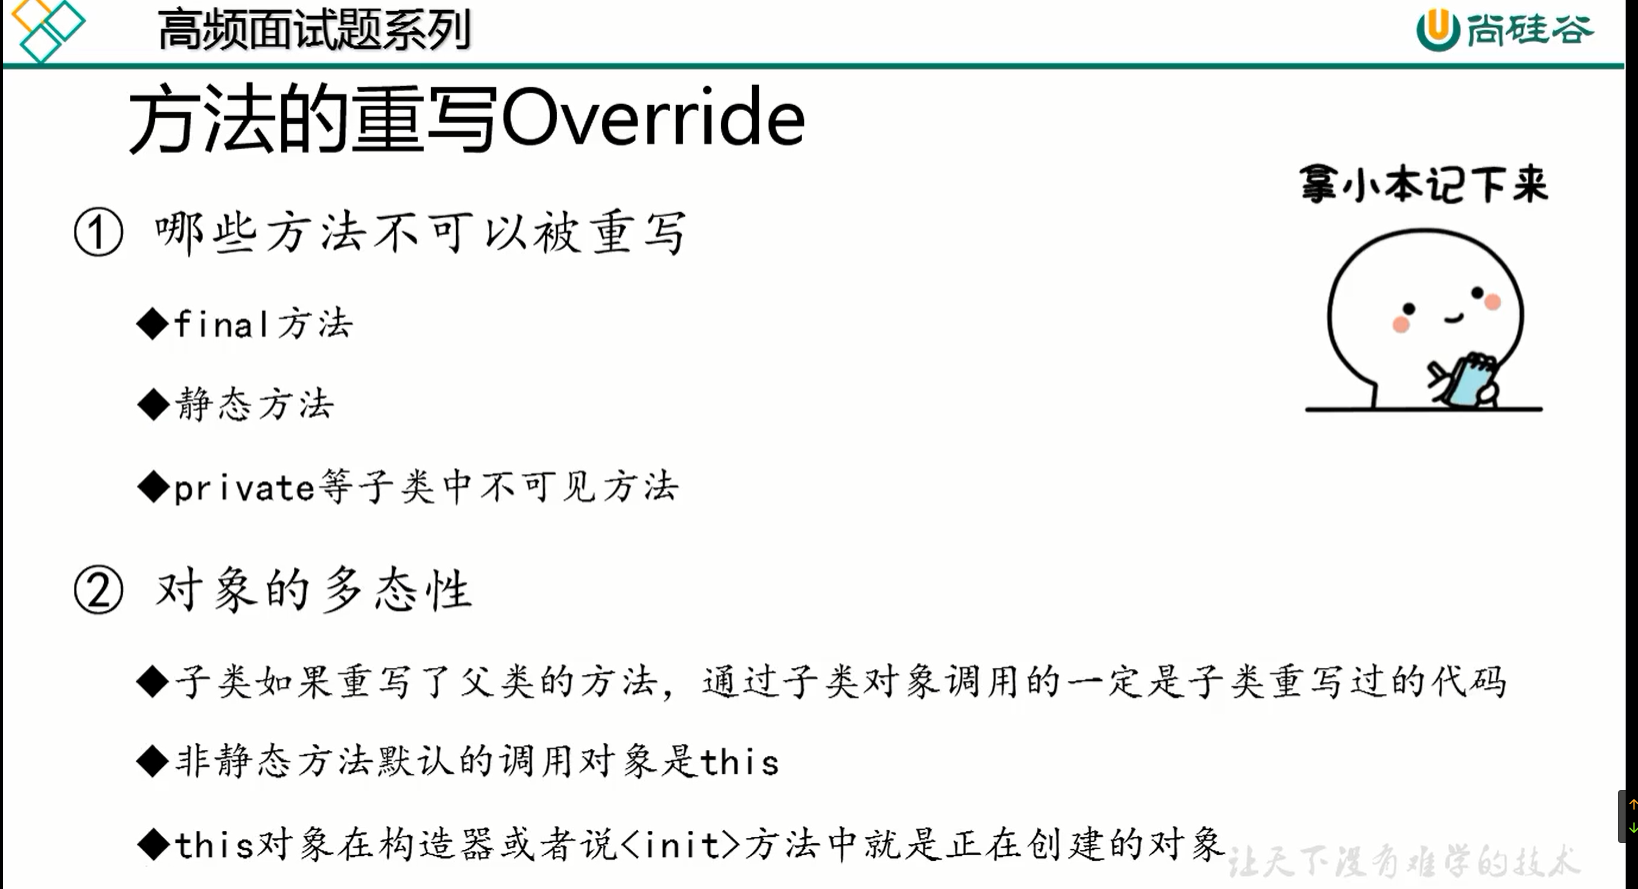 高频面试题系列
尚硅谷
方法的重写Override
拿小本记下来
① 哪些方法不可以被重写
◆final方法
◆静态方法
◆private等子类中不可见方法
② 对象的多态性
◆子类如果重写了父类的方法，通过子类对象调用的一定是子类重写过的代码
◆非静态方法默认的调用对象是this
◆this对象在构造器或者说<init>方法中就是正在创建的对象
让天下没有难学的技术